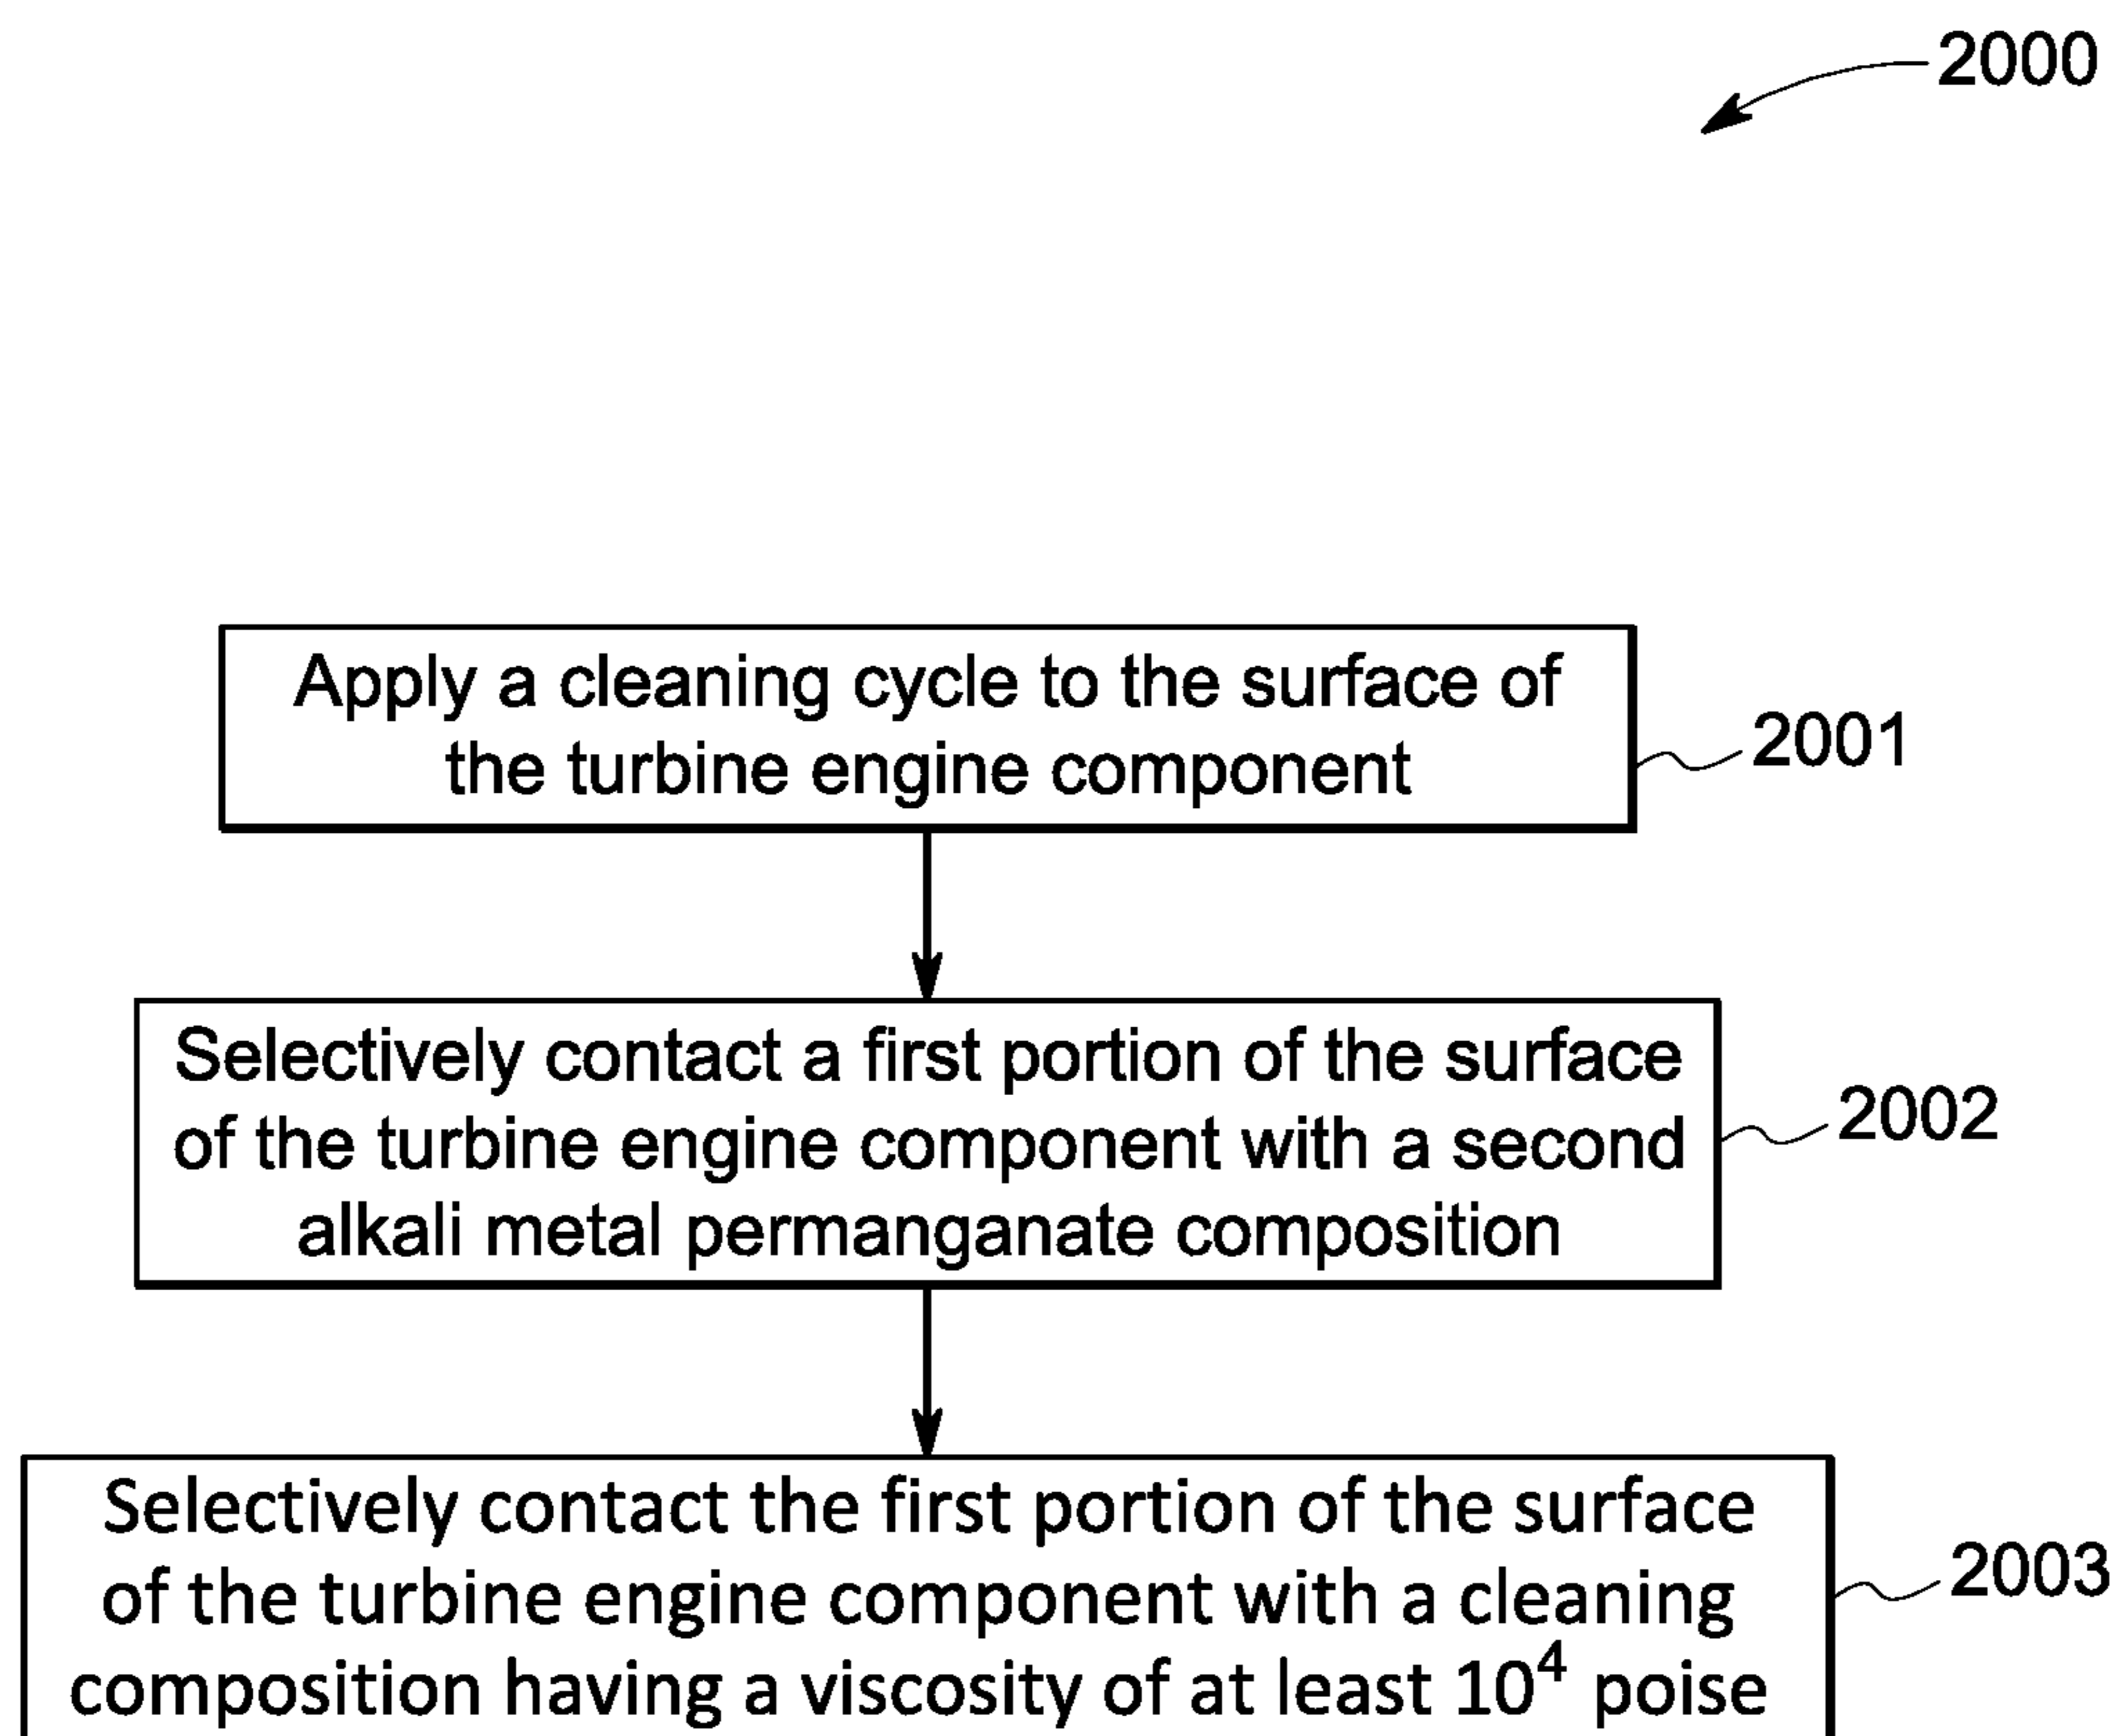 2000
Apply a cleaning cycle to the surface of
the turbine engine component
2001
Selectively contact a first portion of the surface
of the turbine engine component with a second
alkali metal permanganate composition
2002
Selectively contact the first portion of the surface
of the turbine engine component with a cleaning
composition having a viscosity of at least 10⁴ poise
2003